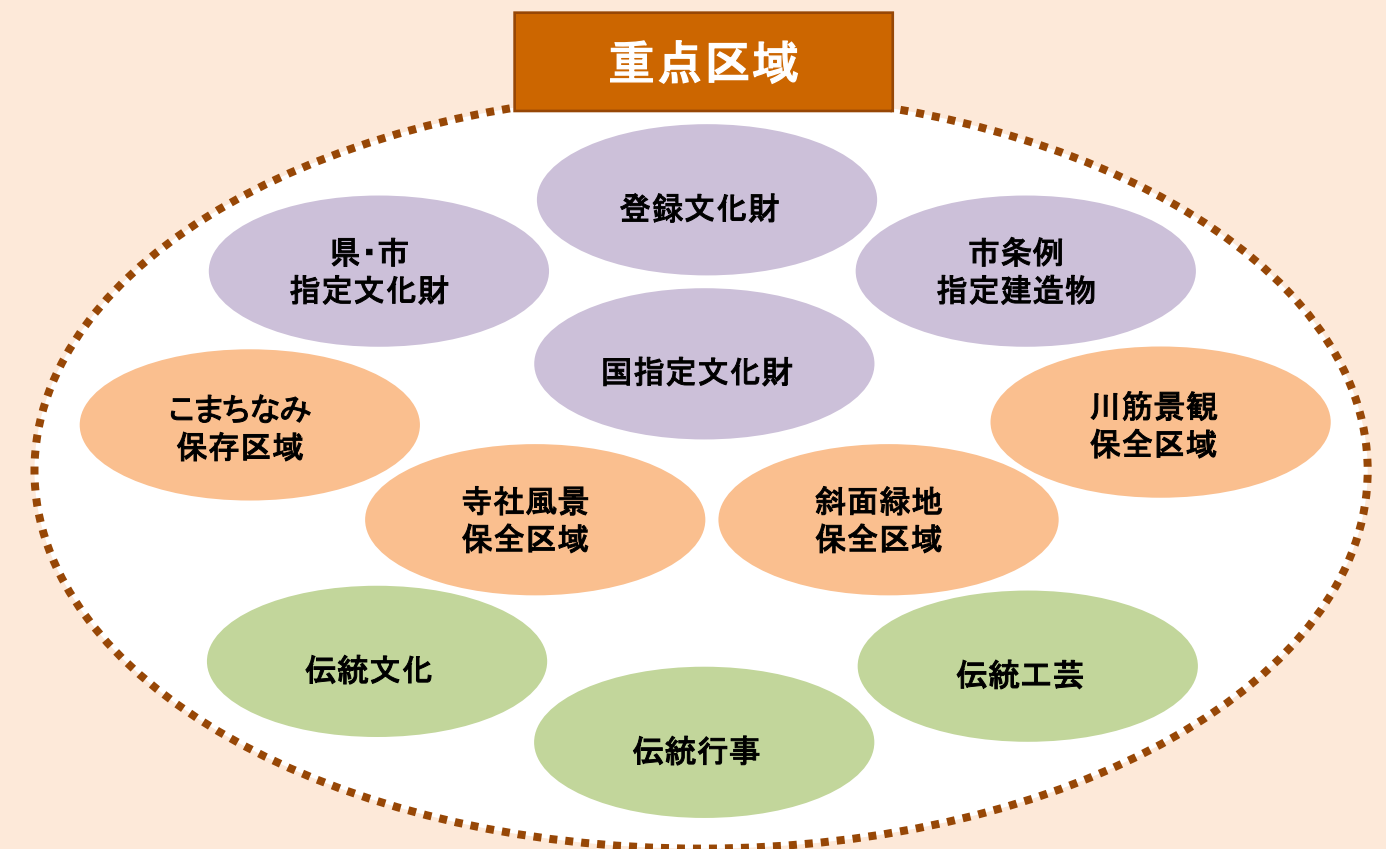 重点区域
登録文化財
県・市
指定文化財
市条例
指定建造物
国指定文化財
こまちなみ
保存区域
川筋景観
保全区域
寺社風景
保全区域
斜面緑地
保全区域
伝統文化
伝統工芸
伝統行事